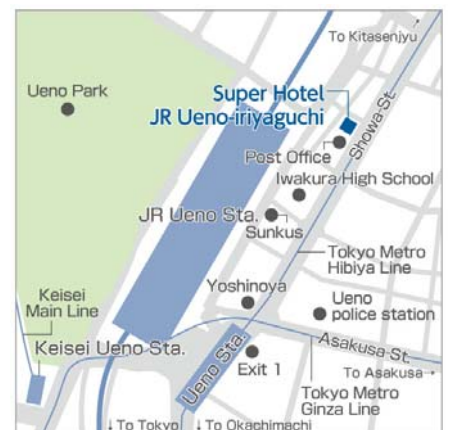 To Kitasenjyu
Ueno Park
Super Hotel
JR Ueno-iriyaguchi
Showa-St.
Post Office
Iwakura High School
JR Ueno Sta.
Sunkus
Tokyo Metro
Hibiya Line
Yoshinoya
Keisei
Main Line
Ueno
police station
Keisei Ueno Sta.
Ueno Sta.
Exit 1
Asakusa St.
To Asakusa
Tokyo Metro
Ginza Line
↓To Tokyo
↓To Okachimachi